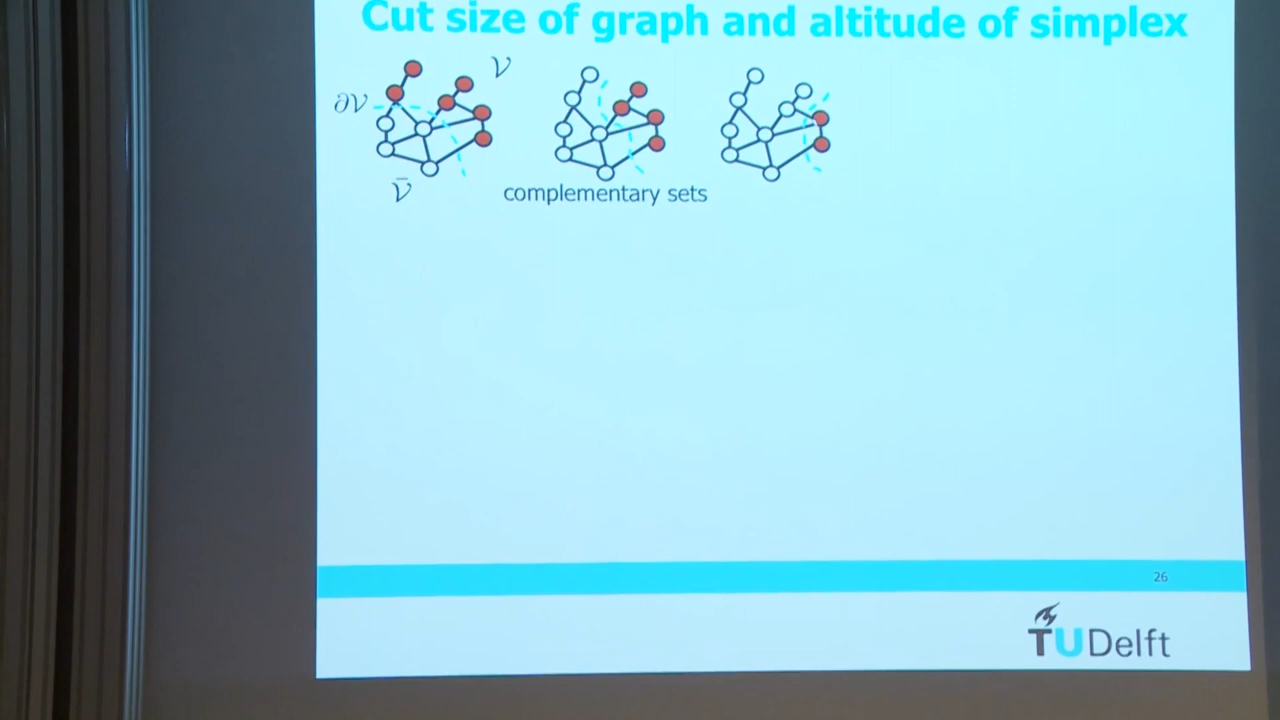 Cut size of graph and altitude of simplex
𝒱
∂𝒱
𝒱̄
complementary sets
26
TUDelft